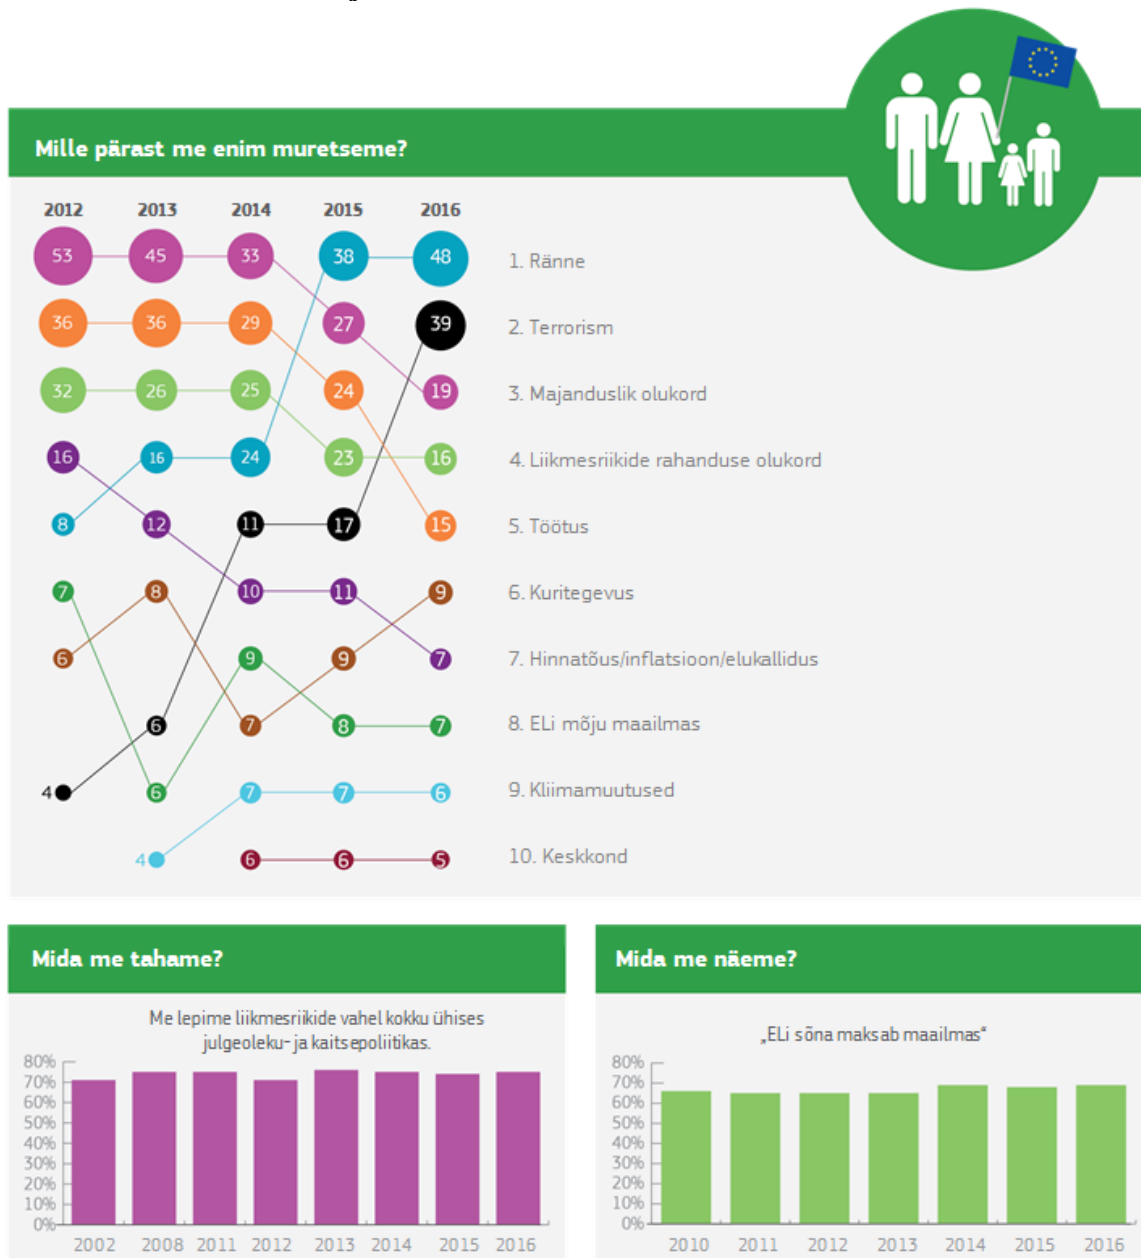 Mille pärast me enim muretseme?
2012 2013 2014 2015 2016
53 45 33 38 48 1. Ränne
36 36 29 27 39 2. Terrorism
32 26 25 24 19 3. Majanduslik olukord
16 16 24 23 16 4. Liikmesriikide rahanduse olukord
8 12 11 17 15 5. Töötus
7 8 10 11 9 6. Kuritegevus
6 9 9 7 7. Hinnatõus/inflatsioon/elukallidus
6 7 8 7 8. ELi mõju maailmas
4 6 7 7 6 9. Kliimamuutused
4 6 6 5 10. Keskkond
Mida me tahame?
Me lepime liikmesriikide vahel kokku ühises
julgeoleku- ja kaitsepoliitikas.
80%
70%
60%
50%
40%
30%
20%
10%
0%
2002 2008 2011 2012 2013 2014 2015 2016
Mida me näeme?
„ELi sõna maksab maailmas“
80%
70%
60%
50%
40%
30%
20%
10%
0%
2010 2011 2012 2013 2014 2015 2016